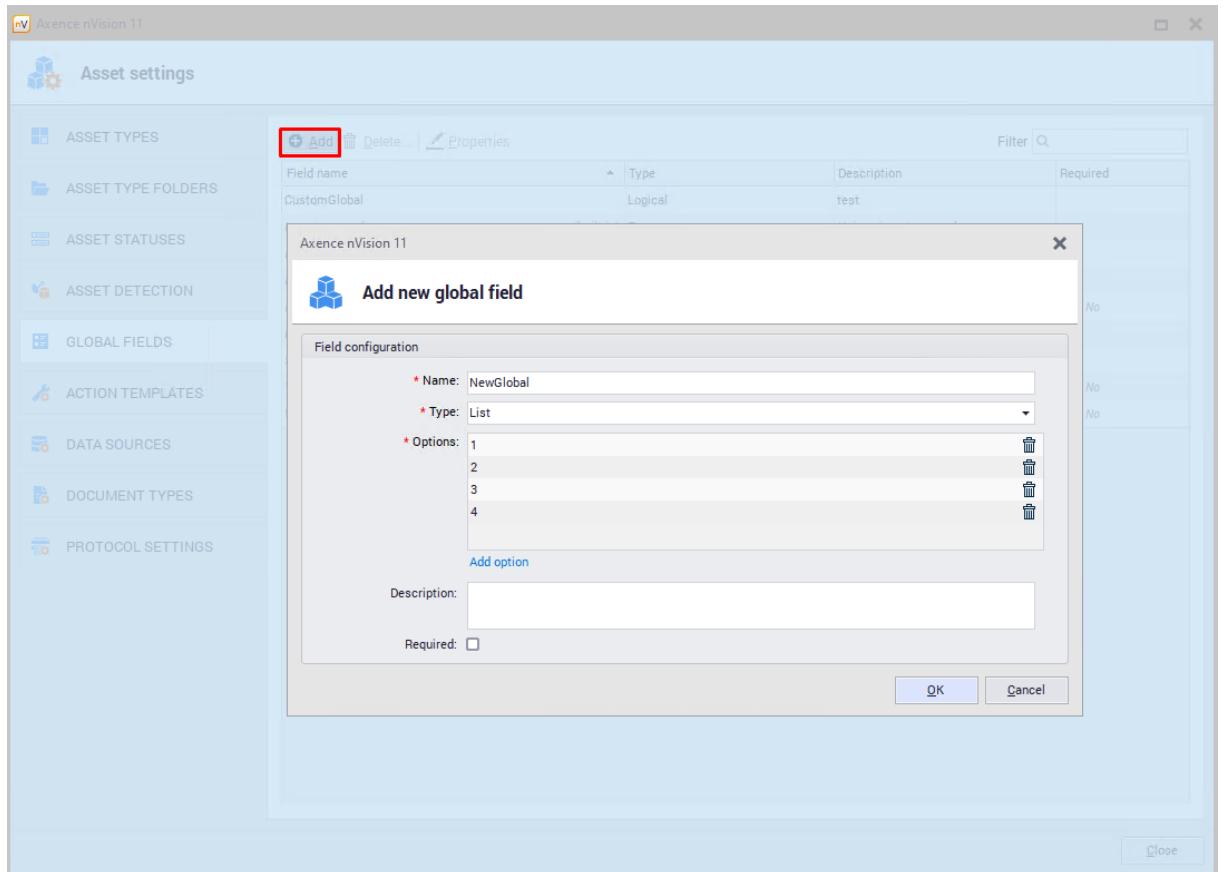 nV Axence nVision 11
Asset settings
ASSET TYPES
ASSET TYPE FOLDERS
ASSET STATUSES
ASSET DETECTION
GLOBAL FIELDS
ACTION TEMPLATES
DATA SOURCES
DOCUMENT TYPES
PROTOCOL SETTINGS
Add Delete... Properties Filter
Field name Type Description Required
CustomGlobal Logical test
No
No
No
Axence nVision 11
Add new global field
Field configuration
* Name: NewGlobal
* Type: List
* Options: 1
2
3
4
Add option
Description:
Required:
OK Cancel
Close